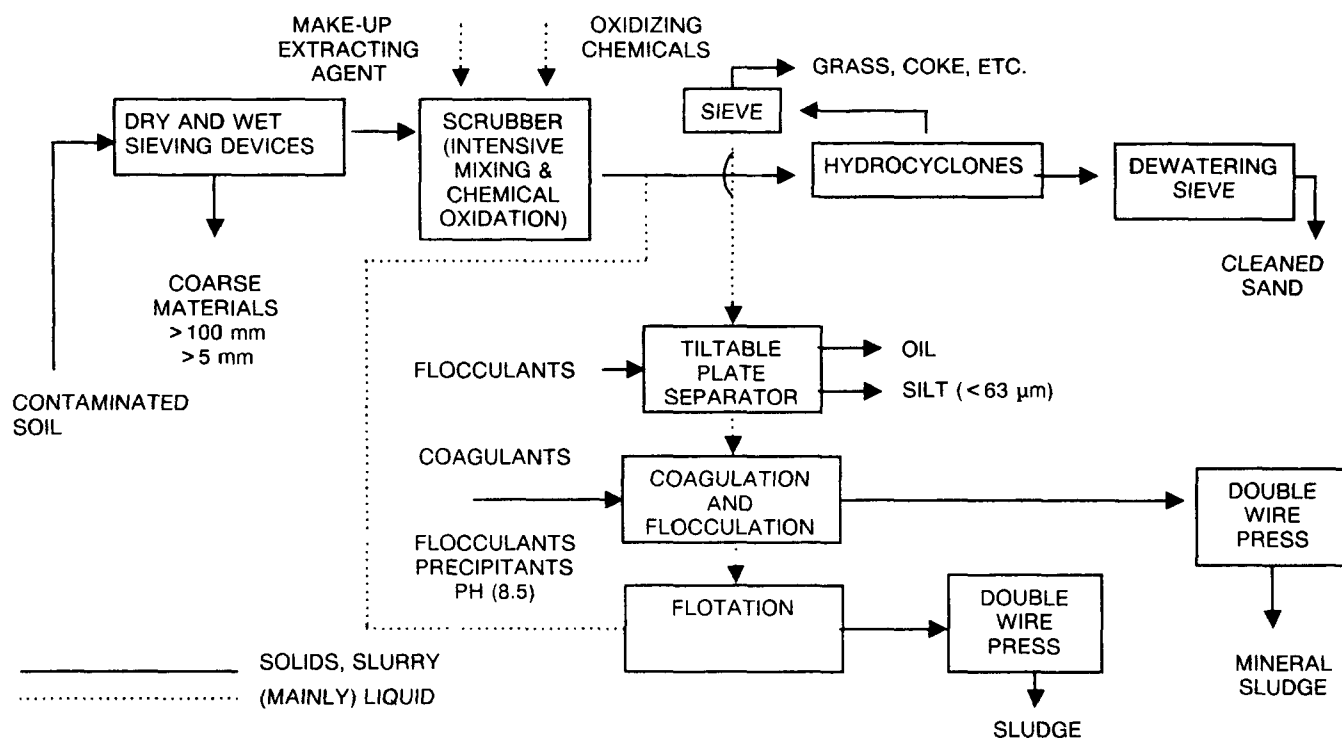 MAKE-UP
EXTRACTING
AGENT
OXIDIZING
CHEMICALS
GRASS, COKE, ETC.
SIEVE
DRY AND WET
SIEVING DEVICES
SCRUBBER
(INTENSIVE
MIXING &
CHEMICAL
OXIDATION)
HYDROCYCLONES
DEWATERING
SIEVE
CLEANED
SAND
COARSE
MATERIALS
>100 mm
>5 mm
CONTAMINATED
SOIL
FLOCCULANTS
TILTABLE
PLATE
SEPARATOR
OIL
SILT (<63 µm)
COAGULANTS
COAGULATION
AND
FLOCCULATION
DOUBLE
WIRE
PRESS
FLOCCULANTS
PRECIPITANTS
PH (8.5)
FLOTATION
DOUBLE
WIRE
PRESS
MINERAL
SLUDGE
SLUDGE
SOLIDS, SLURRY
(MAINLY) LIQUID